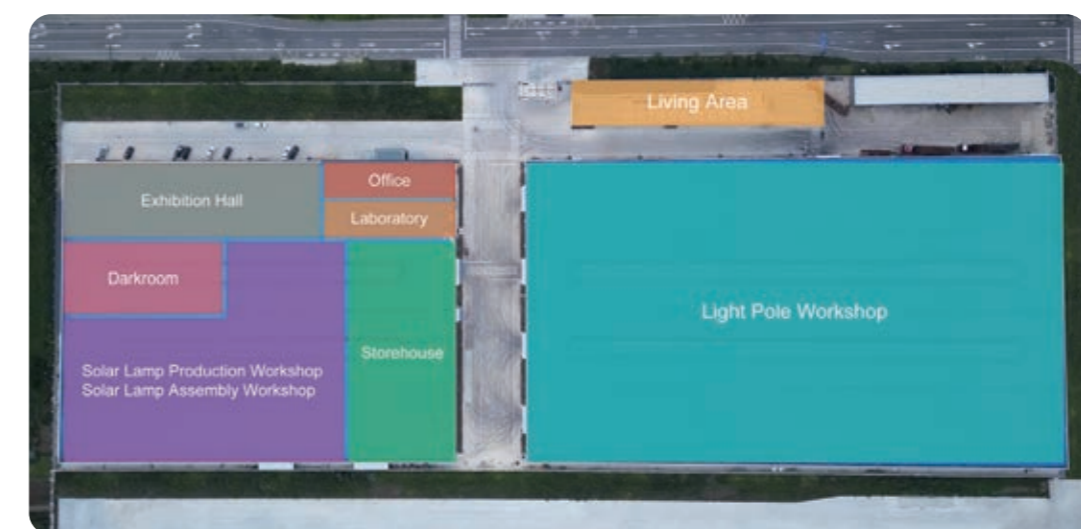 Living Area
Exhibition Hall
Office
Laboratory
Darkroom
Storehouse
Light Pole Workshop
Solar Lamp Production Workshop
Solar Lamp Assembly Workshop